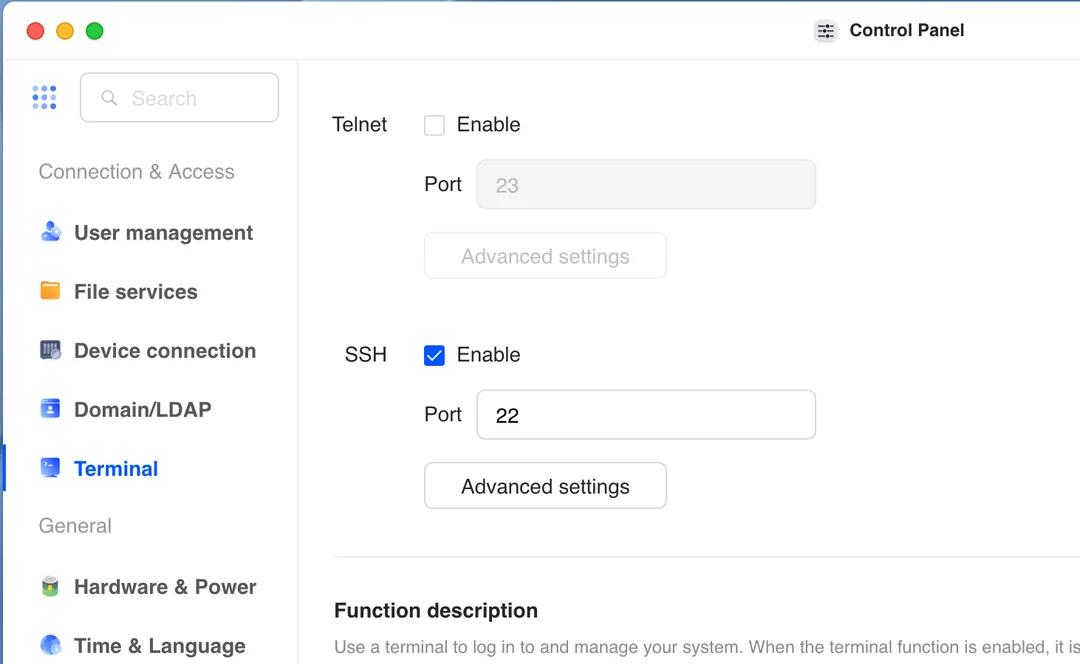 Control Panel
Search
Connection & Access
User management
File services
Device connection
Domain/LDAP
Terminal
General
Hardware & Power
Time & Language
Telnet Enable
Port 23
Advanced settings
SSH Enable
Port 22
Advanced settings
Function description
Use a terminal to log in to and manage your system. When the terminal function is enabled, it is